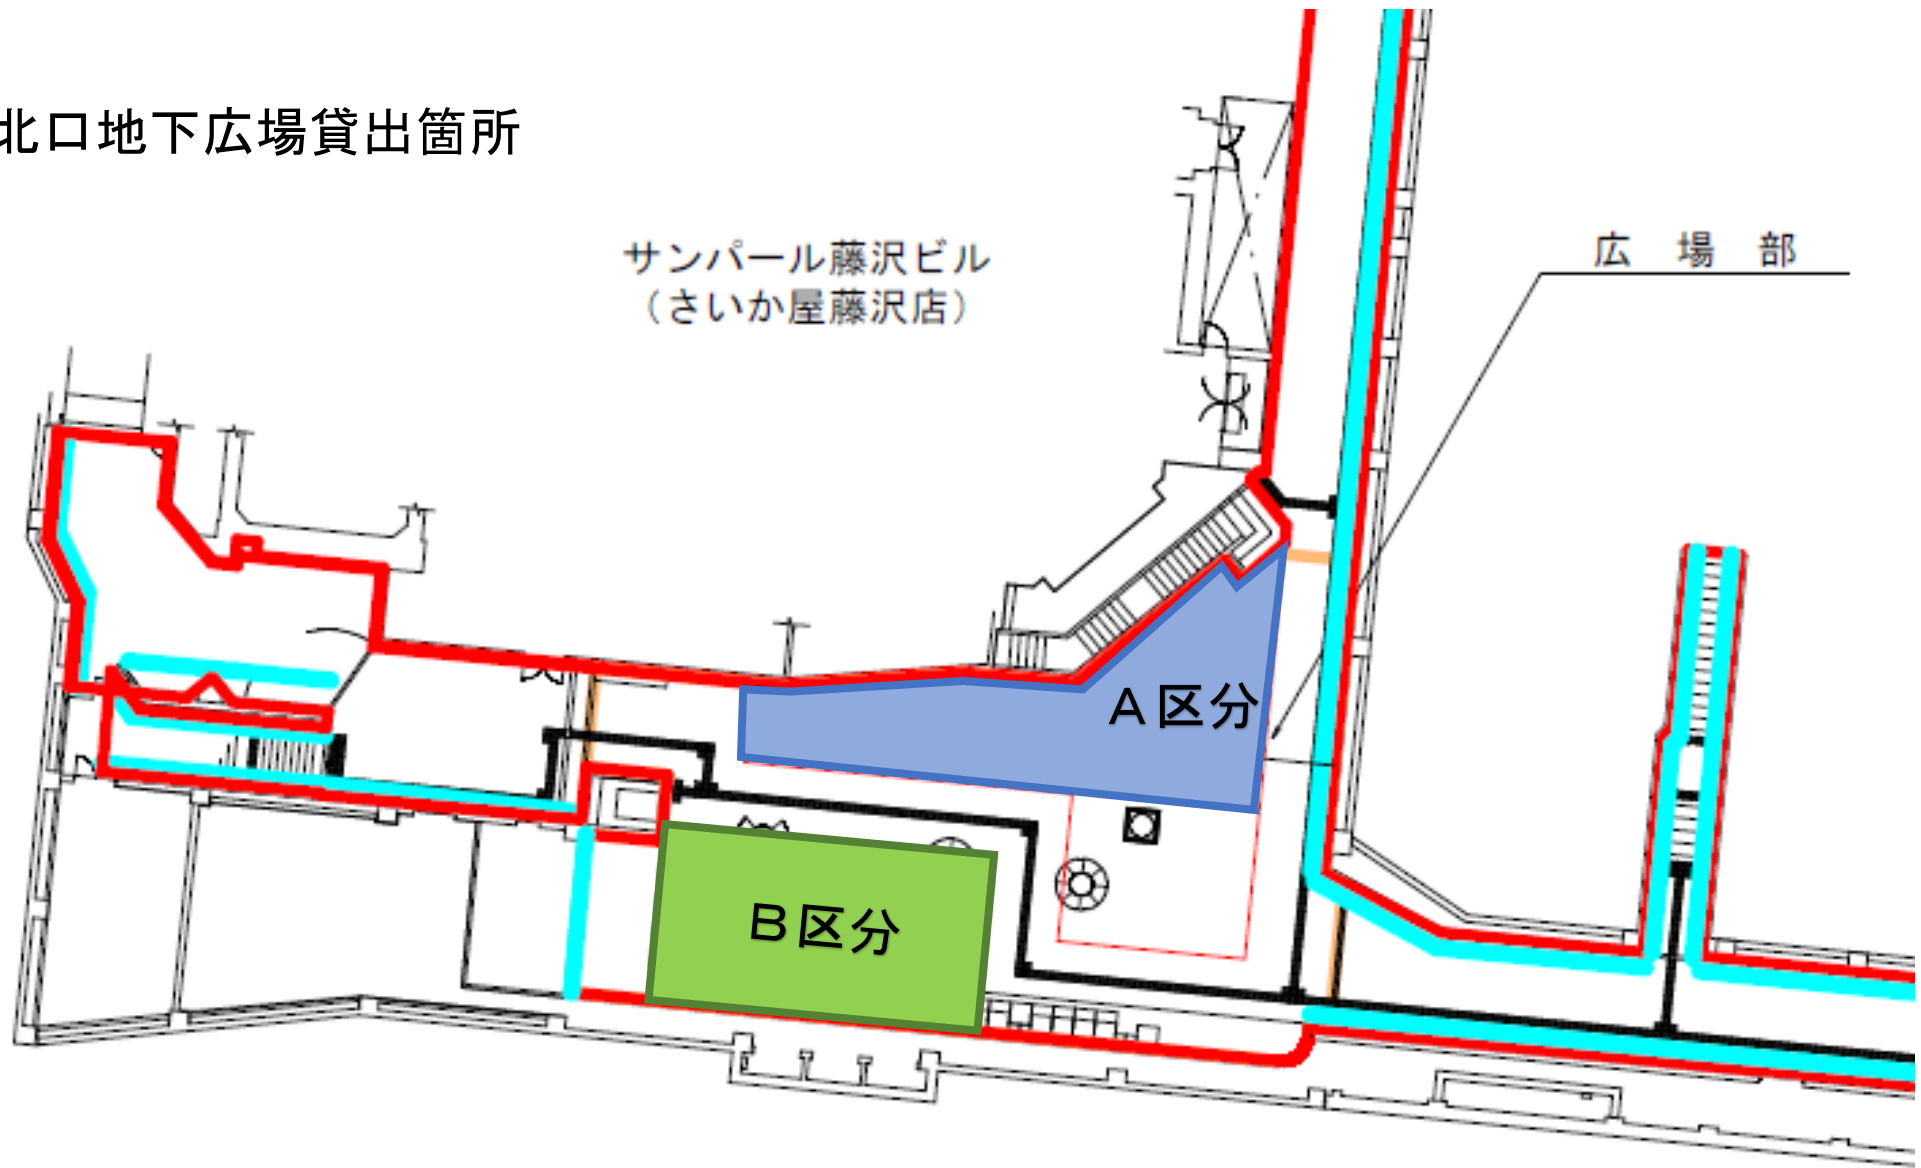 北口地下広場貸出箇所
サンパール藤沢ビル
（さいか屋藤沢店）
広　場　部
Ａ区分
Ｂ区分